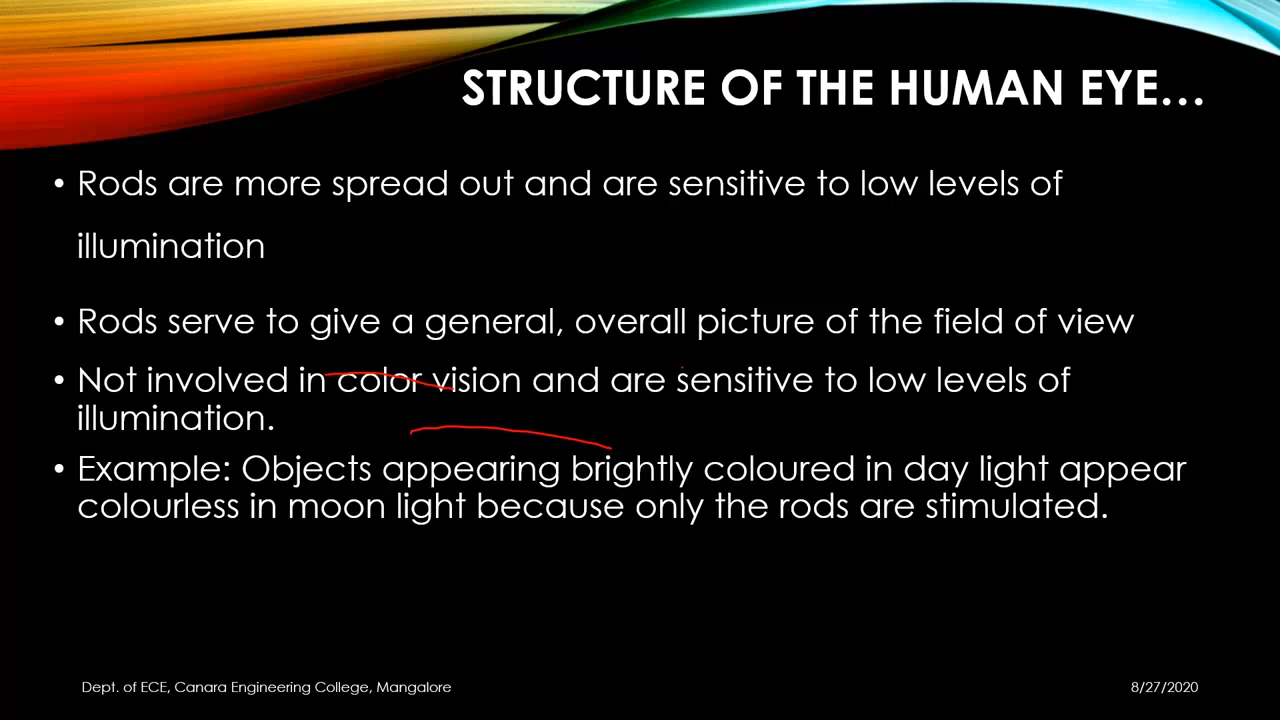 STRUCTURE OF THE HUMAN EYE…
• Rods are more spread out and are sensitive to low levels of
illumination
• Rods serve to give a general, overall picture of the field of view
• Not involved in color vision and are sensitive to low levels of
illumination.
• Example: Objects appearing brightly coloured in day light appear
colourless in moon light because only the rods are stimulated.
Dept. of ECE, Canara Engineering College, Mangalore
8/27/2020